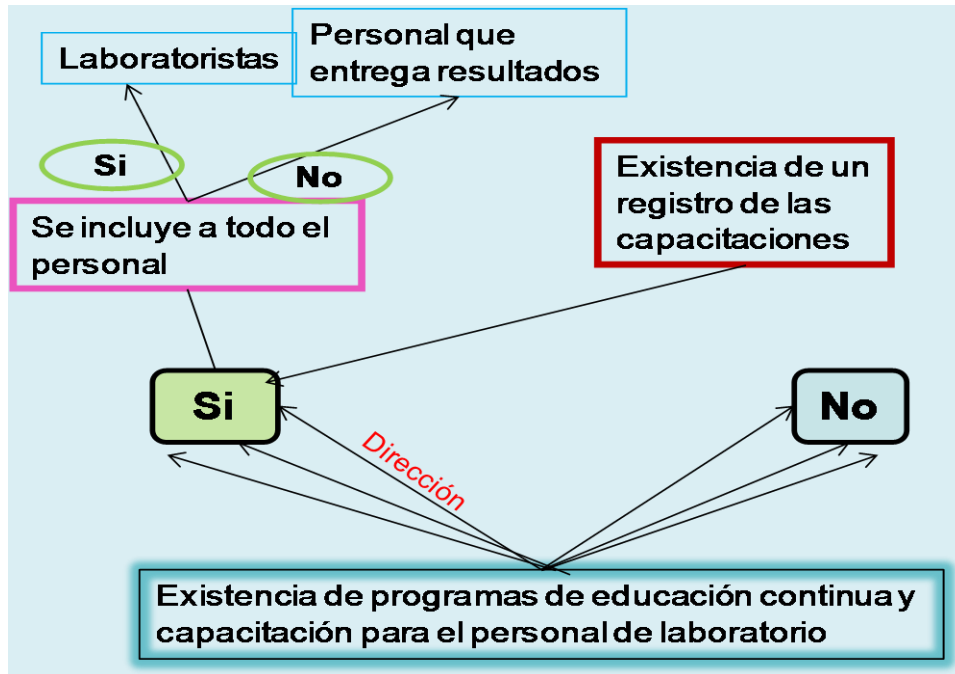 Laboratoristas
Personal que
entrega resultados
Si
No
Existencia de un
registro de las
capacitaciones
Se incluye a todo el
personal
Si
No
Dirección
Existencia de programas de educación continua y
capacitación para el personal de laboratorio